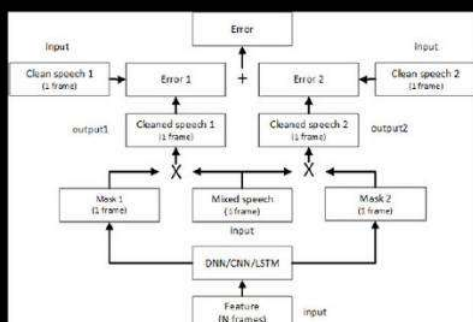 Error
input
input
Clean speech 1
(1 frame)
Error 1
+
Error 2
Clean speech 2
(1 frame)
output1
Cleaned speech 1
(1 frame)
Cleaned speech 2
(1 frame)
output2
X
X
Mask 1
(1 frame)
Mixed speech
(1 frame)
Mask 2
(1 frame)
input
DNN/CNN/LSTM
Feature
(N frames)
input